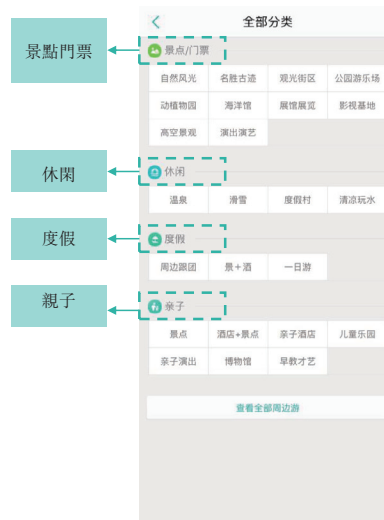 全部分类
景點門票
景点/门票
自然风光 名胜古迹 观光街区 公园游乐场
动植物园 海洋馆 展馆展览 影视基地
高空景观 演出演艺
休閑
休闲
温泉 滑雪 度假村 清凉玩水
度假
度假
周边跟团 景+酒 一日游
親子
亲子
景点 酒店+景点 亲子酒店 儿童乐园
亲子演出 博物馆 早教才艺
查看全部周边游